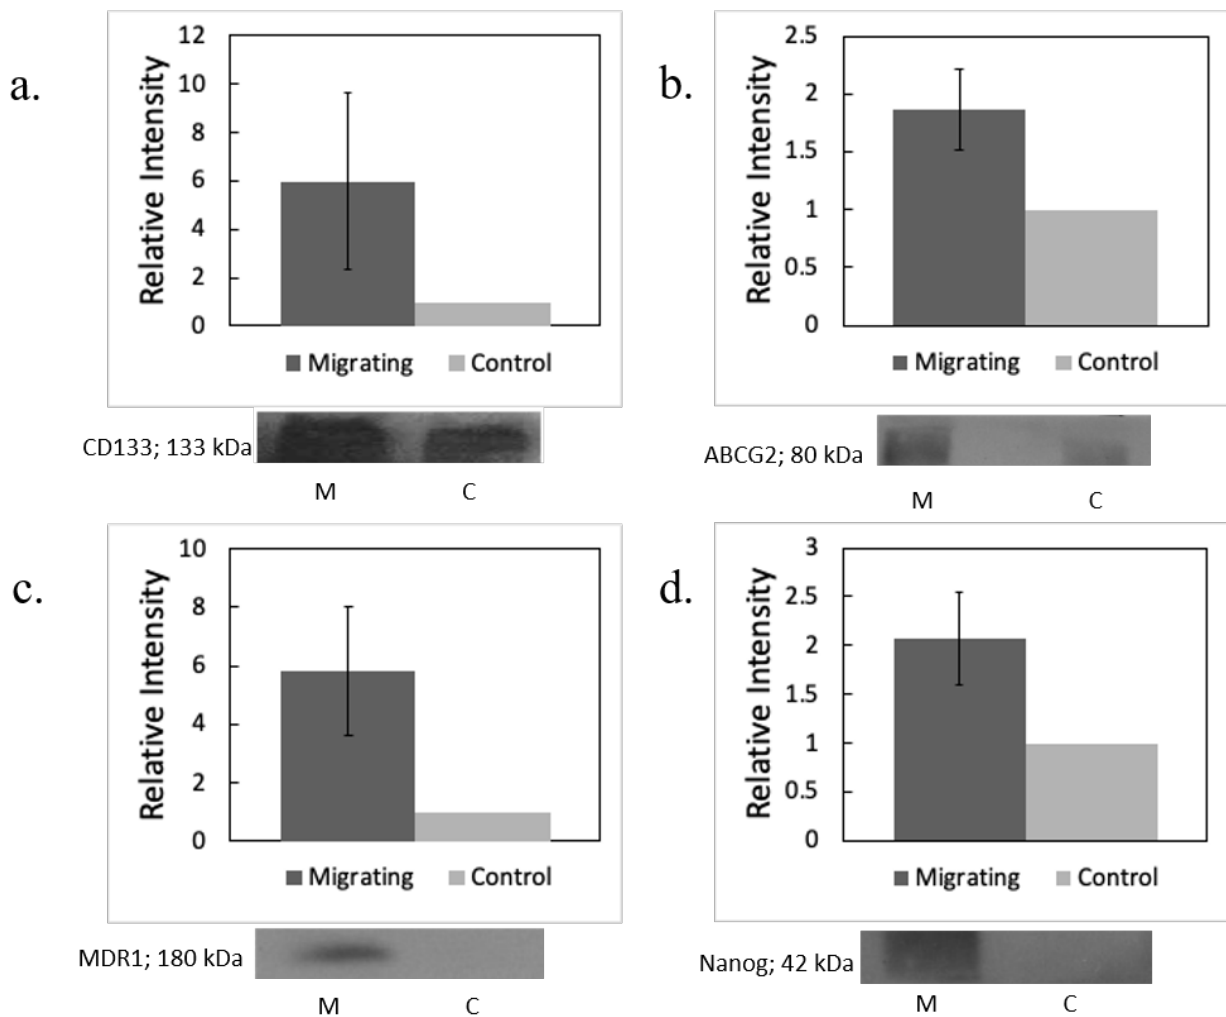 a.
Relative Intensity
12
10
8
6
4
2
0
Migrating Control
CD133; 133 kDa
M C
b.
Relative Intensity
2.5
2
1.5
1
0.5
0
Migrating Control
ABCG2; 80 kDa
M C
c.
Relative Intensity
10
8
6
4
2
0
Migrating Control
MDR1; 180 kDa
M C
d.
Relative Intensity
3
2.5
2
1.5
1
0.5
0
Migrating Control
Nanog; 42 kDa
M C